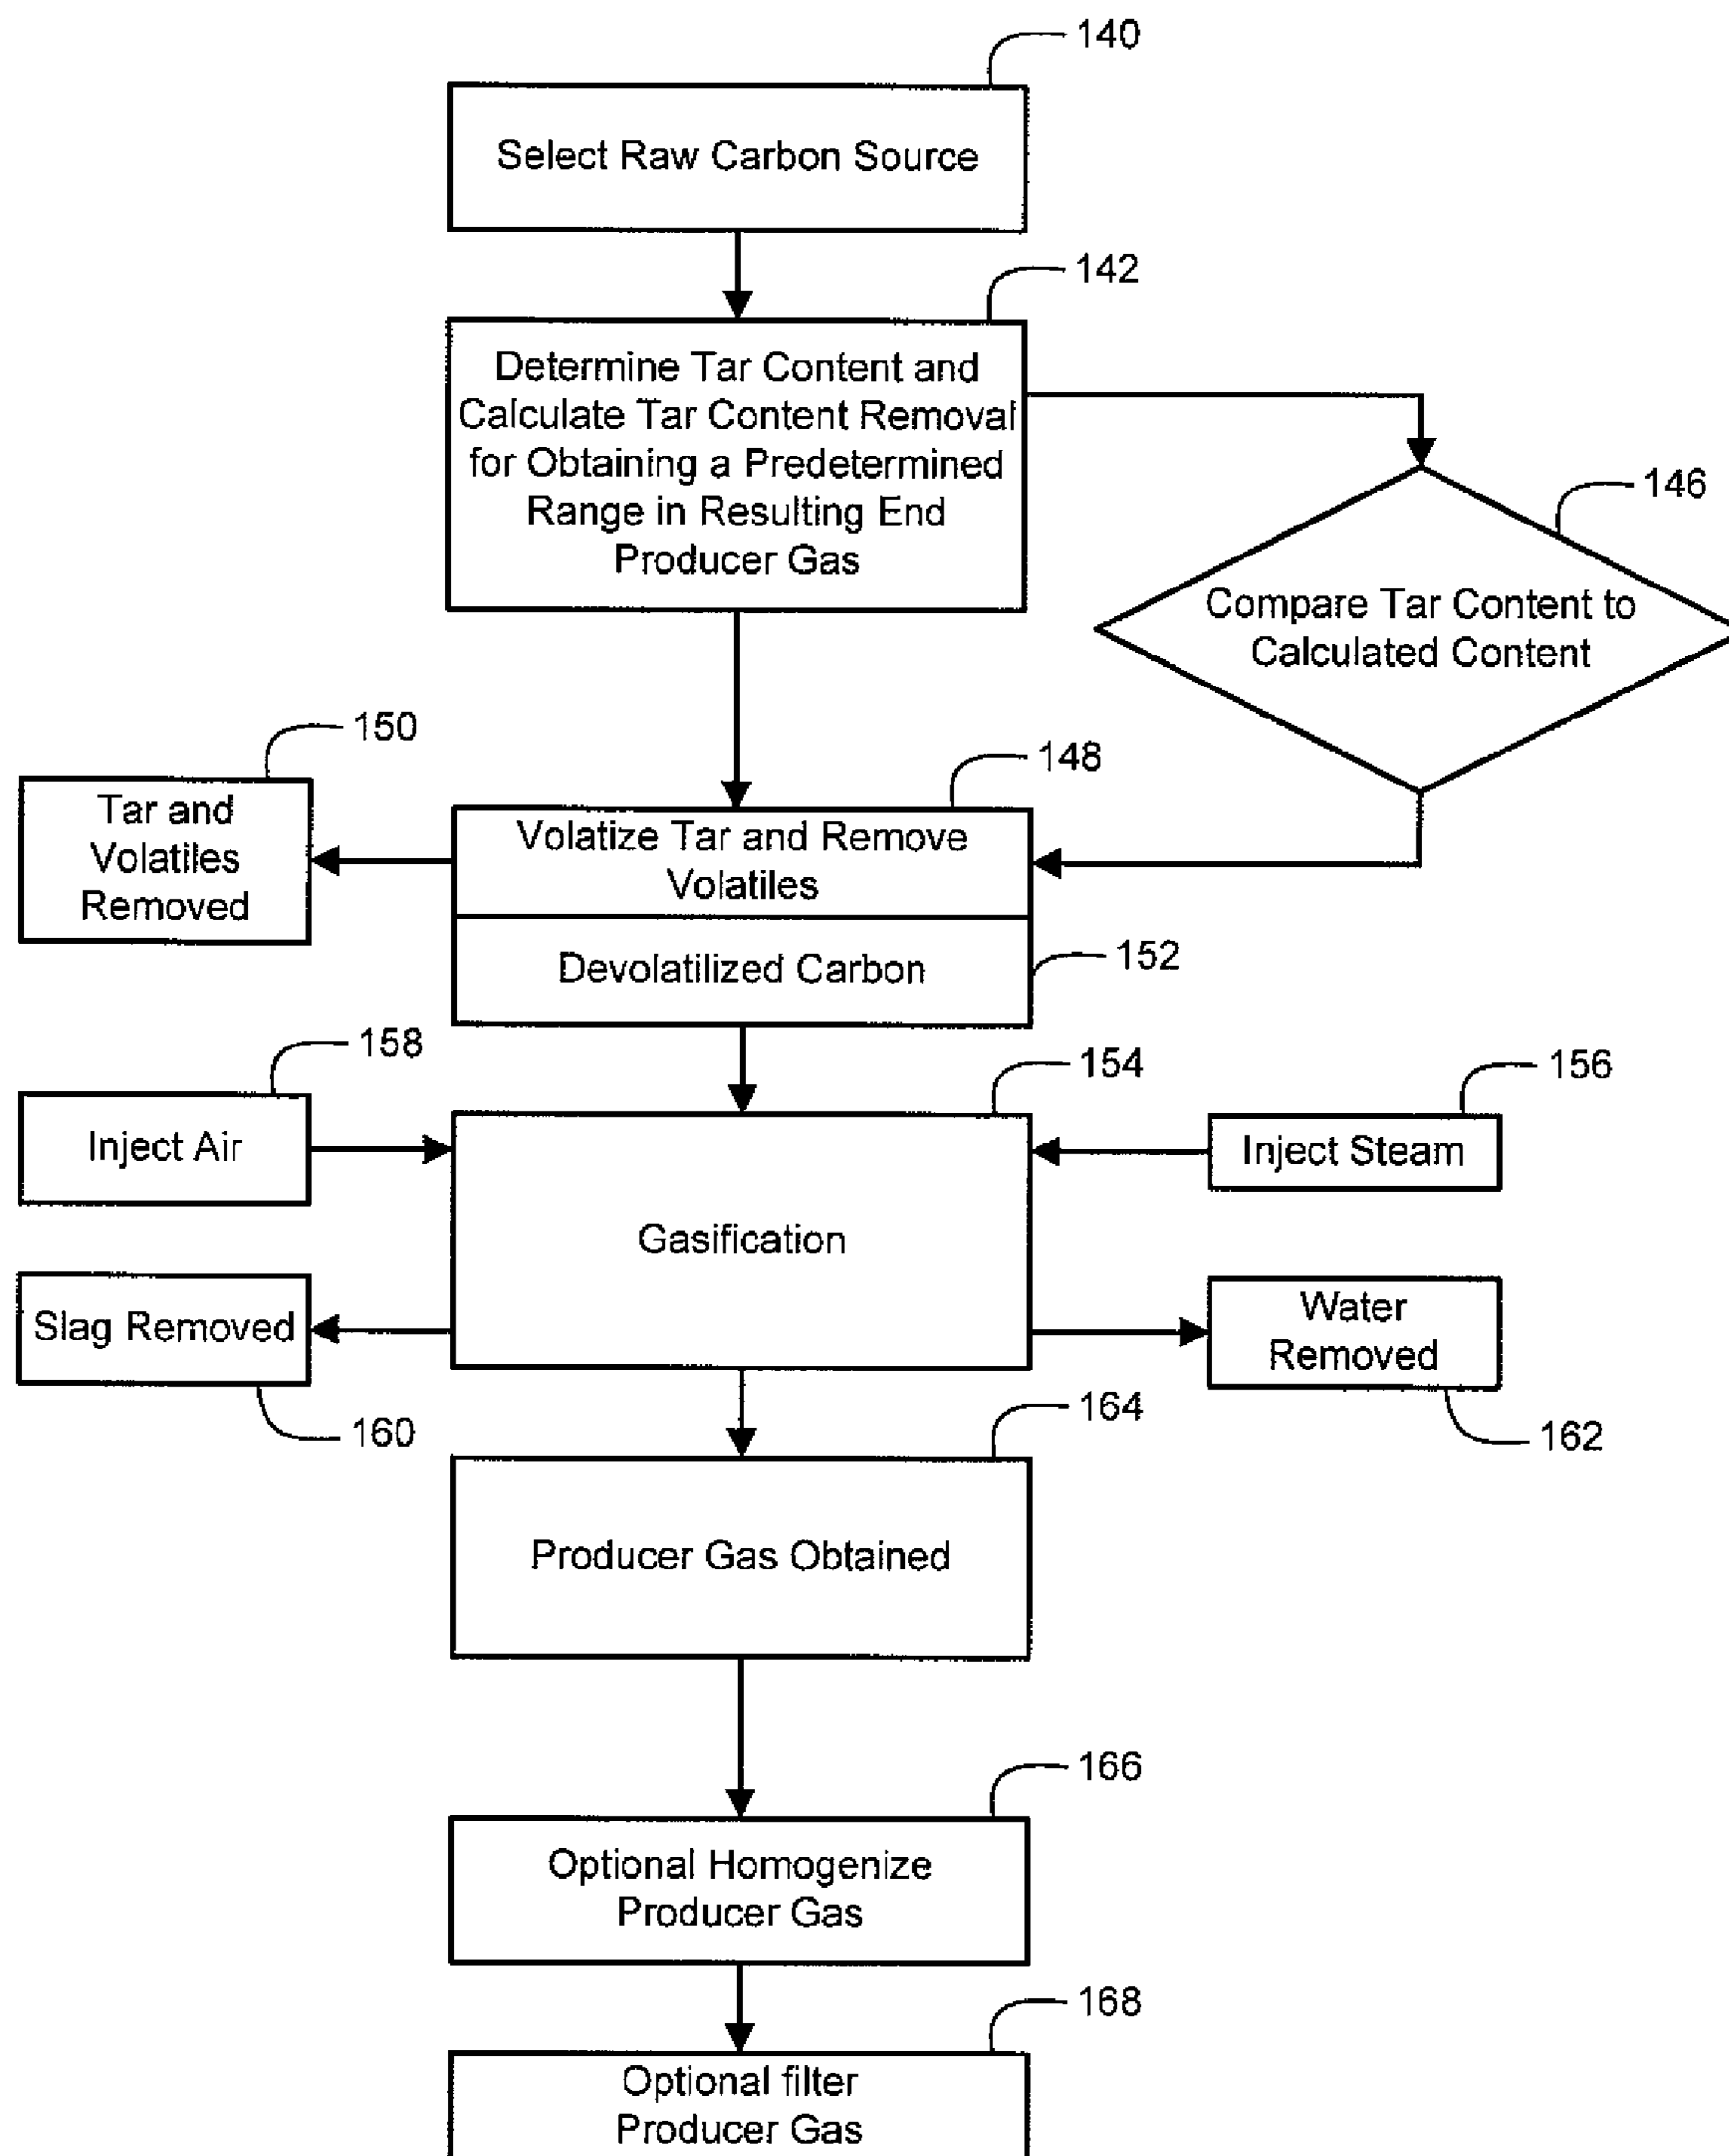 140
Select Raw Carbon Source
142
Determine Tar Content and
Calculate Tar Content Removal
for Obtaining a Predetermined
Range in Resulting End
Producer Gas
146
Compare Tar Content to
Calculated Content
150
Tar and
Volatiles
Removed
148
Volatize Tar and Remove
Volatiles
Devolatilized Carbon
152
158
Inject Air
154
Gasification
156
Inject Steam
Slag Removed
160
Water
Removed
162
164
Producer Gas Obtained
166
Optional Homogenize
Producer Gas
168
Optional filter
Producer Gas